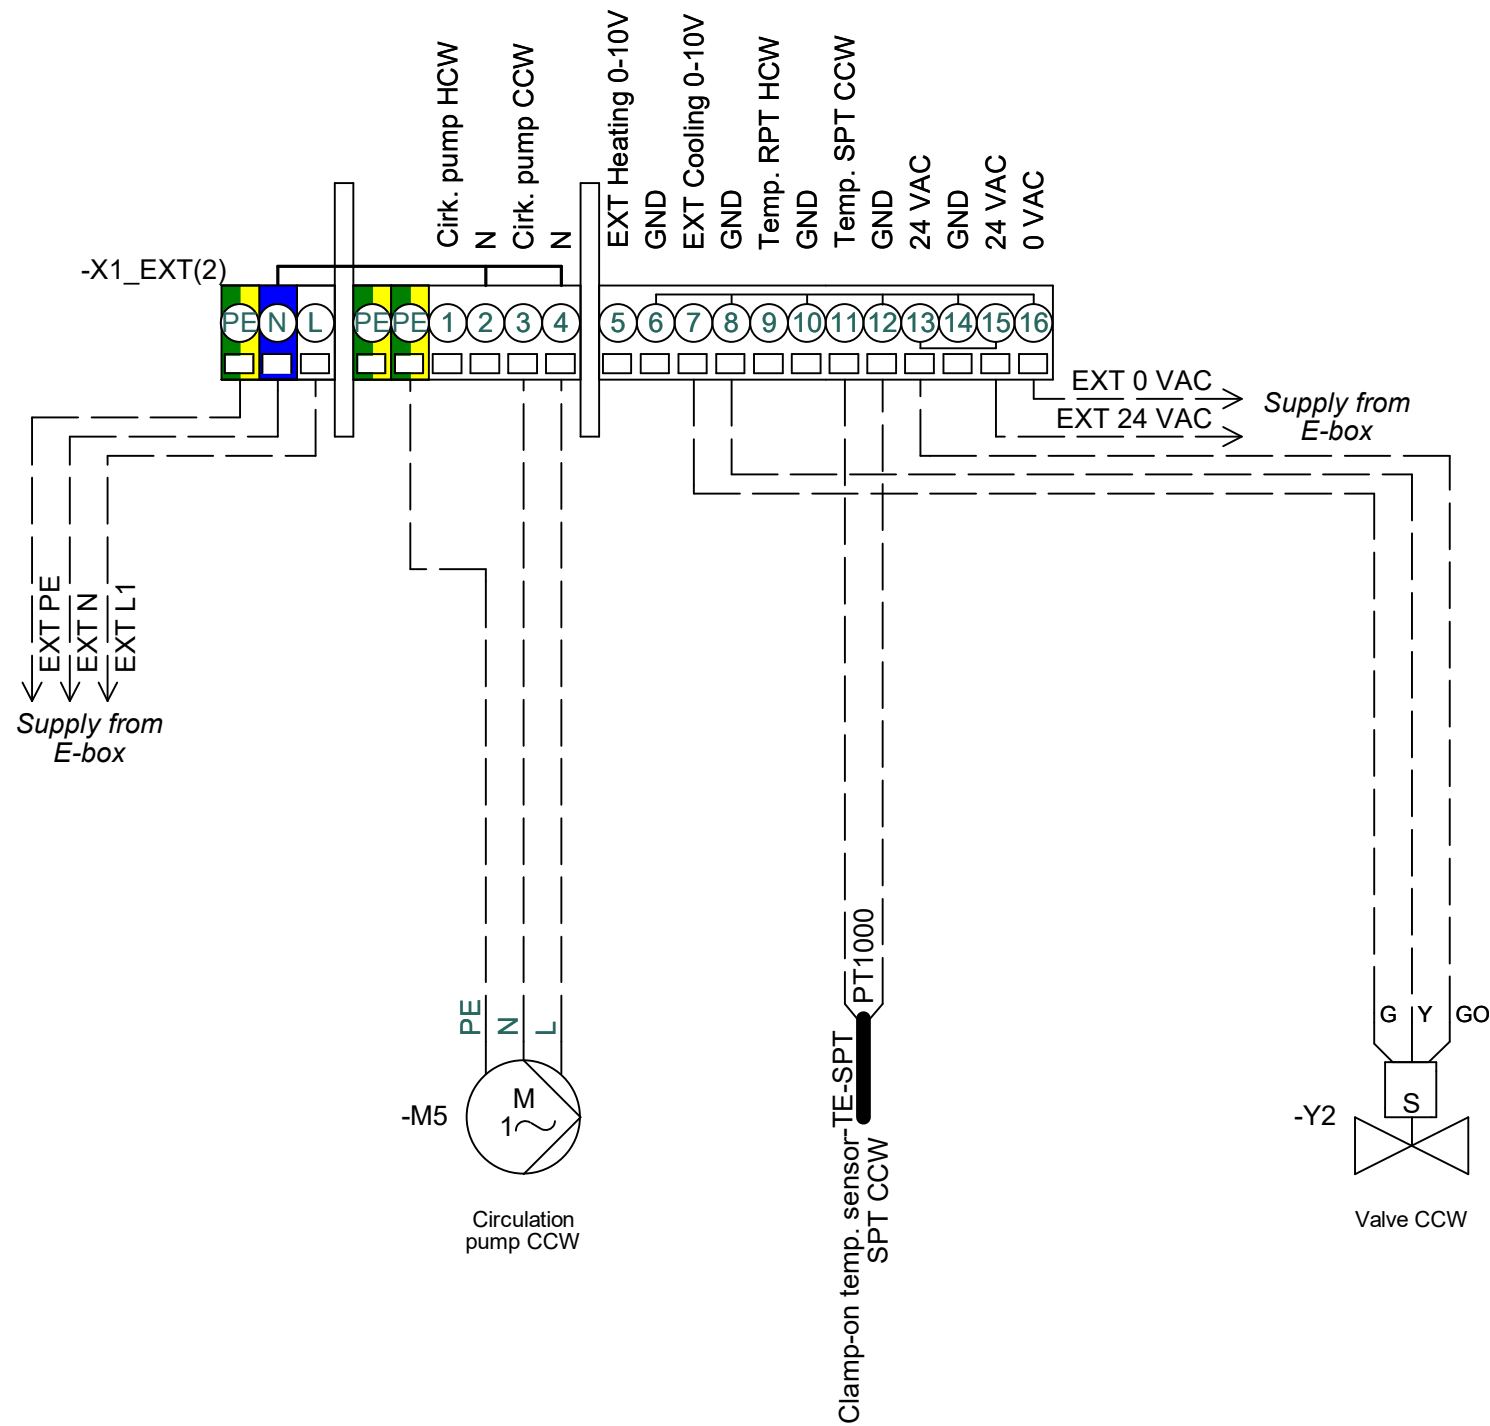 Cirk. pump HCW
N
Cirk. pump CCW
N
EXT Heating 0-10V
GND
EXT Cooling 0-10V
GND
Temp. RPT HCW
GND
Temp. SPT CCW
GND
24 VAC
GND
24 VAC
0 VAC
-X1_EXT(2)
PE N L PE PE 1 2 3 4 5 6 7 8 9 10 11 12 13 14 15 16
EXT 0 VAC
EXT 24 VAC
Supply from
E-box
EXT PE
EXT N
EXT L1
Supply from
E-box
PE
N
L
-M5
M
1
Circulation
pump CCW
PT1000
-TE-SPT
Clamp-on temp. sensor
SPT CCW
G Y GO
-Y2
S
Valve CCW